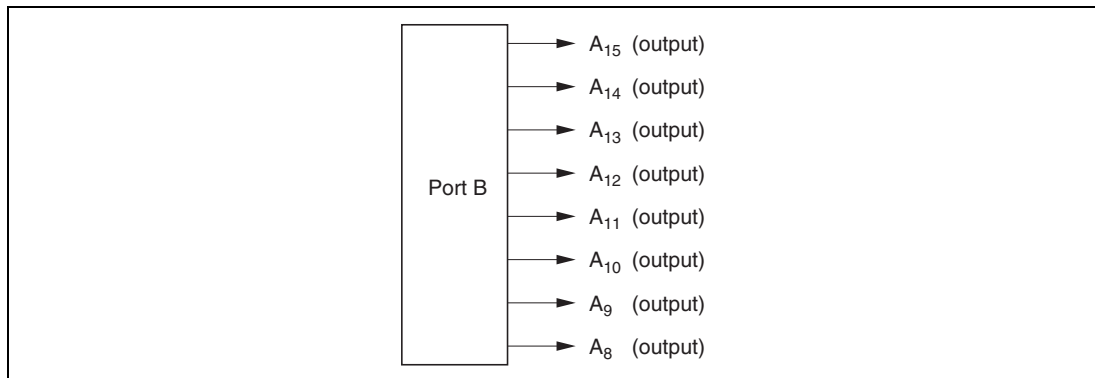 A15 (output)
A14 (output)
A13 (output)
A12 (output)
Port B
A11 (output)
A10 (output)
A9 (output)
A8 (output)